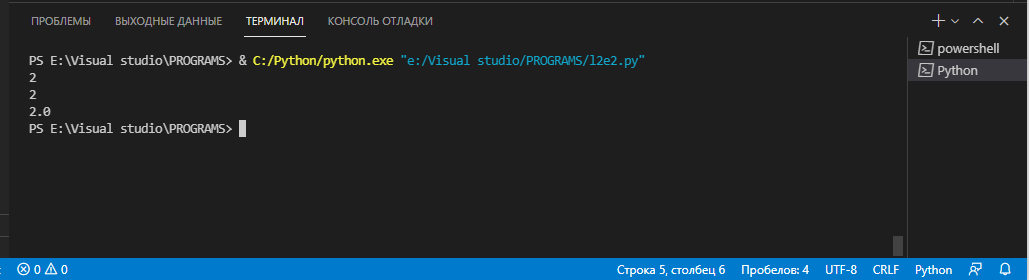 ПРОБЛЕМЫ ВЫХОДНЫЕ ДАННЫЕ ТЕРМИНАЛ КОНСОЛЬ ОТЛАДКИ
PS E:\Visual studio\PROGRAMS> & C:/Python/python.exe "e:/Visual studio/PROGRAMS/l2e2.py"
2
2
2.0
PS E:\Visual studio\PROGRAMS>
powershell
Python
0 0 Строка 5, столбец 6 Пробелов: 4 UTF-8 CRLF Python